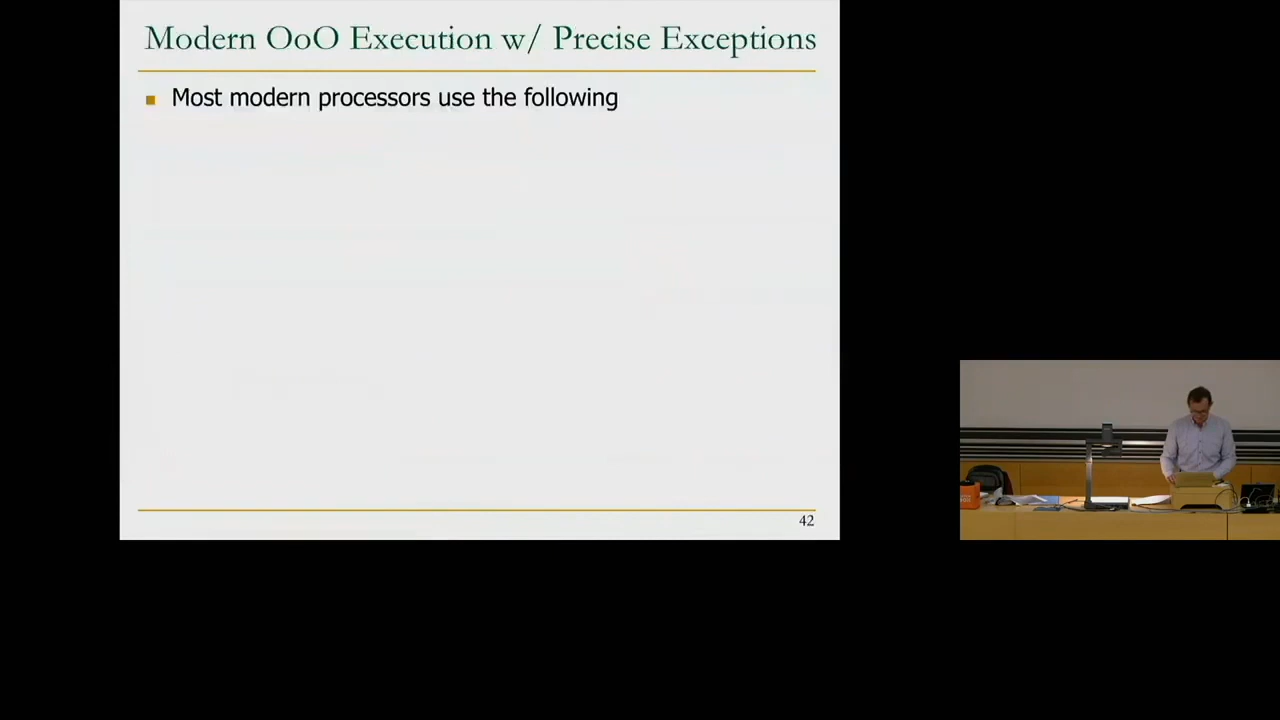 Modern OoO Execution w/ Precise Exceptions
Most modern processors use the following
42